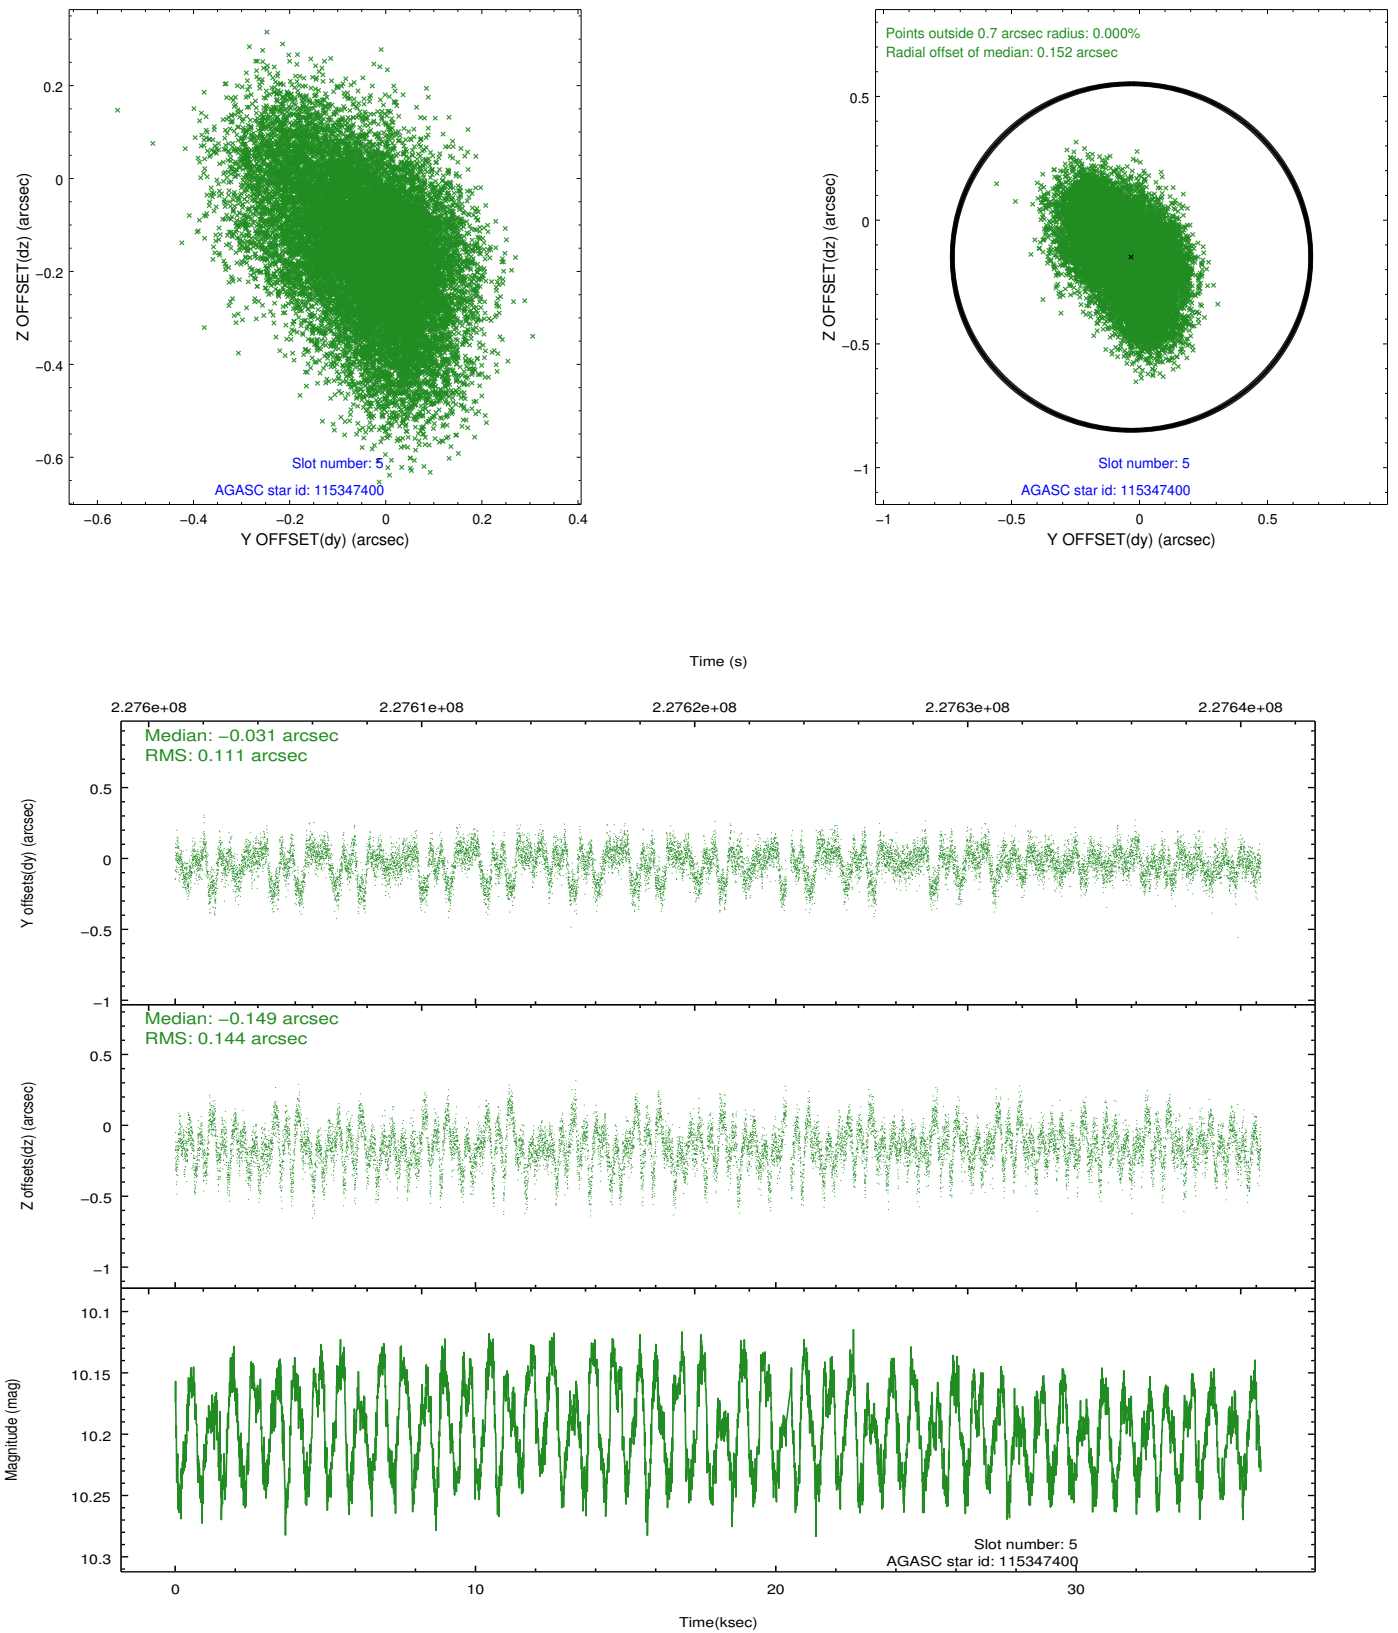 0.2
0
−0.2
−0.4
−0.6
−0.6
−0.4
−0.2
0
0.2
0.4
Z OFFSET(dz) (arcsec)
Y OFFSET(dy) (arcsec)
Slot number: 5
AGASC star id: 115347400
Points outside 0.7 arcsec radius: 0.000%
Radial offset of median: 0.152 arcsec
0.5
0
−0.5
−1
−1
−0.5
0
0.5
Z OFFSET(dz) (arcsec)
Y OFFSET(dy) (arcsec)
Slot number: 5
AGASC star id: 115347400
Time (s)
2.276e+08
2.2761e+08
2.2762e+08
2.2763e+08
2.2764e+08
Median: −0.031 arcsec
RMS: 0.111 arcsec
0.5
0
−0.5
−1
Y offsets(dy) (arcsec)
Median: −0.149 arcsec
RMS: 0.144 arcsec
0.5
0
−0.5
−1
Z offsets(dz) (arcsec)
10.1
10.15
10.2
10.25
10.3
Magnitude (mag)
Slot number: 5
AGASC star id: 115347400
0
10
20
30
Time(ksec)